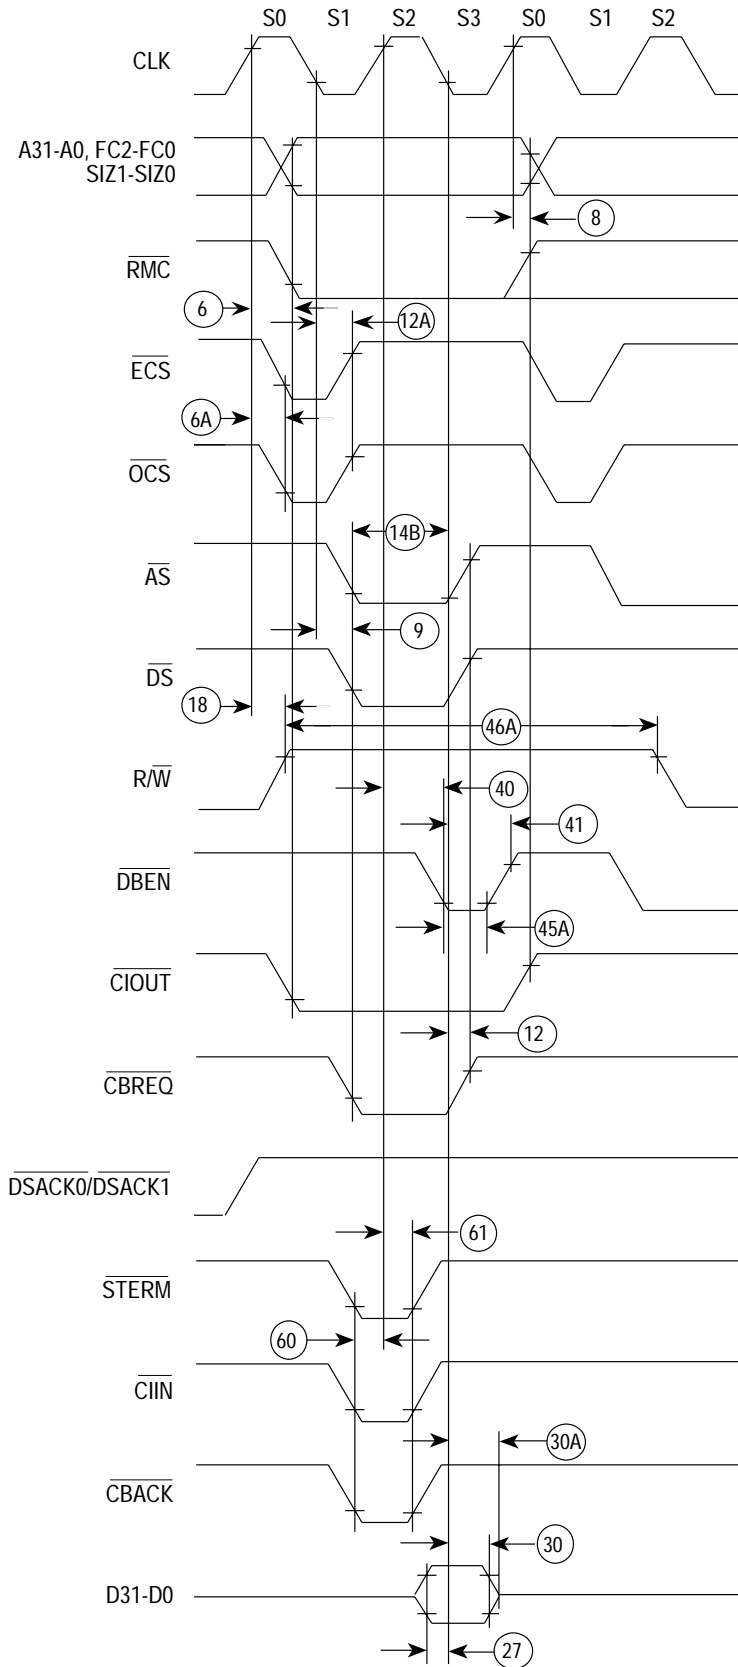 S0 S1 S2 S3 S0 S1 S2
CLK
A31-A0, FC2-FC0
SIZ1-SIZ0
8
RMC
6
12A
ECS
6A
OCS
14B
AS
9
DS
18
46A
R/W
40
41
DBEN
45A
CIOUT
12
CBREQ
DSACK0/DSACK1
61
STERM
60
CIIN
30A
CBACK
30
D31-D0
27